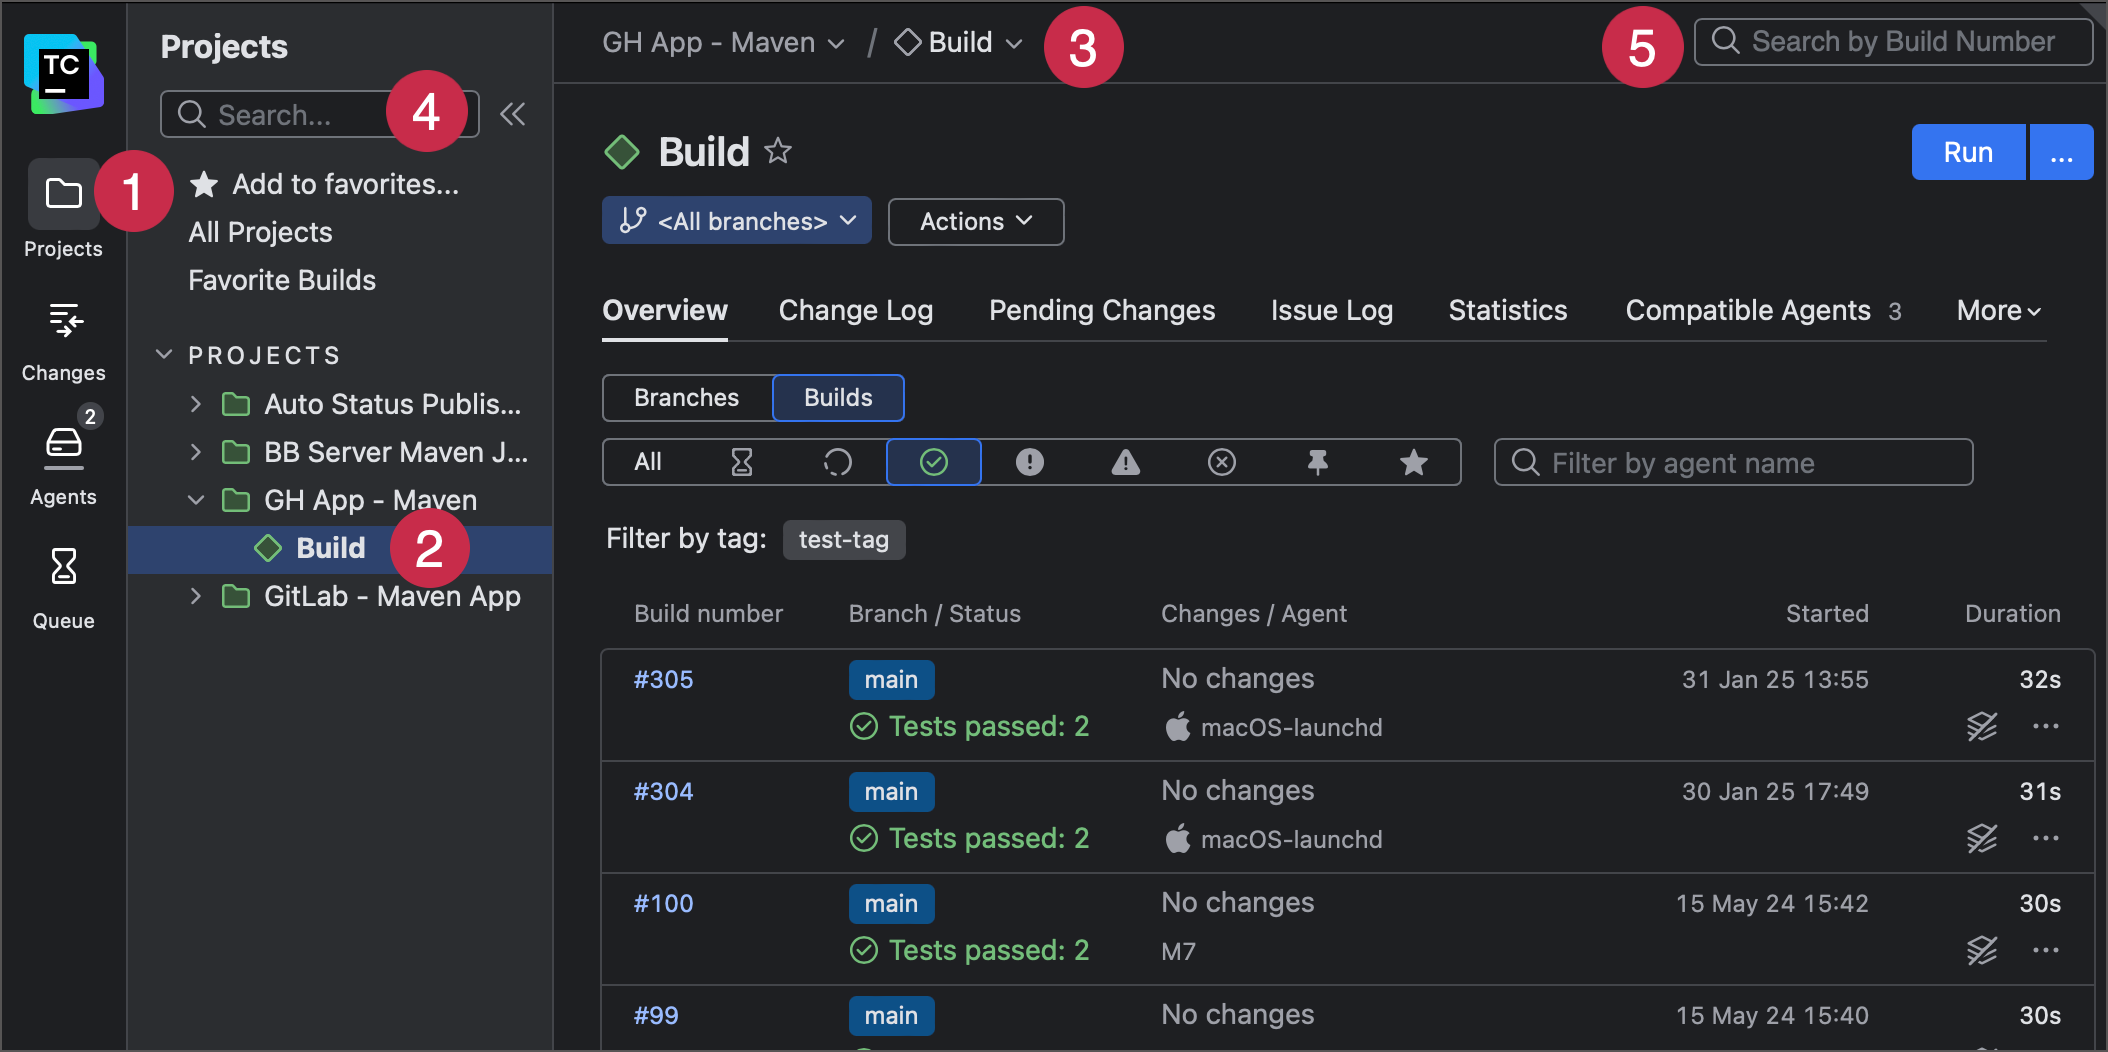 TC
Projects
Changes
2
Agents
Queue
1
Projects
Search...
4
Add to favorites...
All Projects
Favorite Builds
PROJECTS
Auto Status Publis...
BB Server Maven J...
GH App - Maven
Build
2
GitLab - Maven App
GH App - Maven / Build
3
5
Search by Build Number
Build
Run ...
<All branches>
Actions
Overview Change Log Pending Changes Issue Log Statistics Compatible Agents 3 More
Branches Builds
All
Filter by agent name
Filter by tag: test-tag
Build number Branch / Status Changes / Agent Started Duration
#305 main No changes 31 Jan 25 13:55 32s
Tests passed: 2 macOS-launchd ...
#304 main No changes 30 Jan 25 17:49 31s
Tests passed: 2 macOS-launchd ...
#100 main No changes 15 May 24 15:42 30s
Tests passed: 2 M7 ...
#99 main No changes 15 May 24 15:40 30s